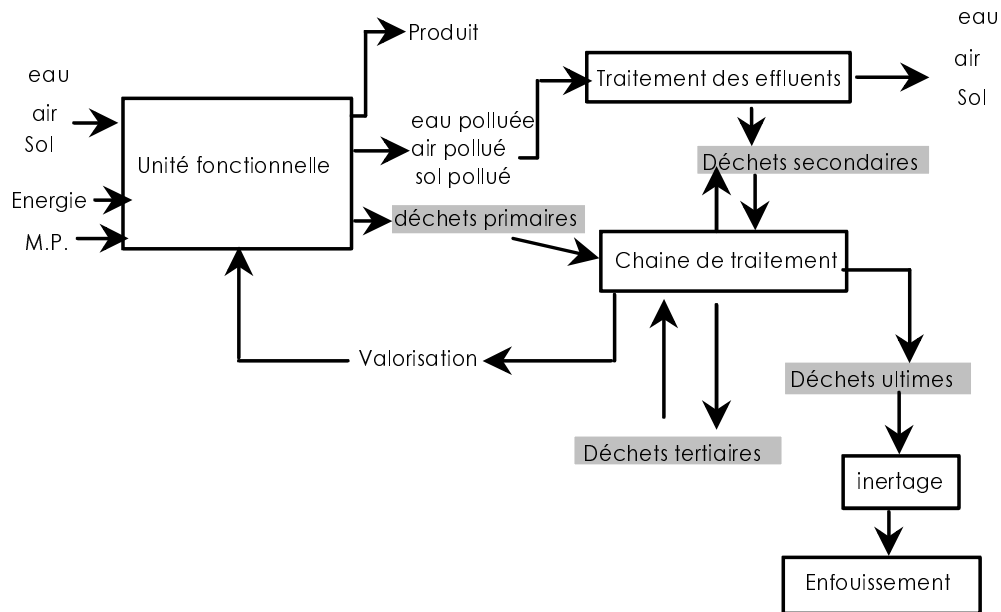 eau
air
Sol
Energie
M.P.
Unité fonctionnelle
Produit
eau polluée
air pollué
sol pollué
déchets primaires
Traitement des effluents
eau
air
Sol
Déchets secondaires
Chaine de traitement
Valorisation
Déchets tertiaires
Déchets ultimes
inertage
Enfouissement